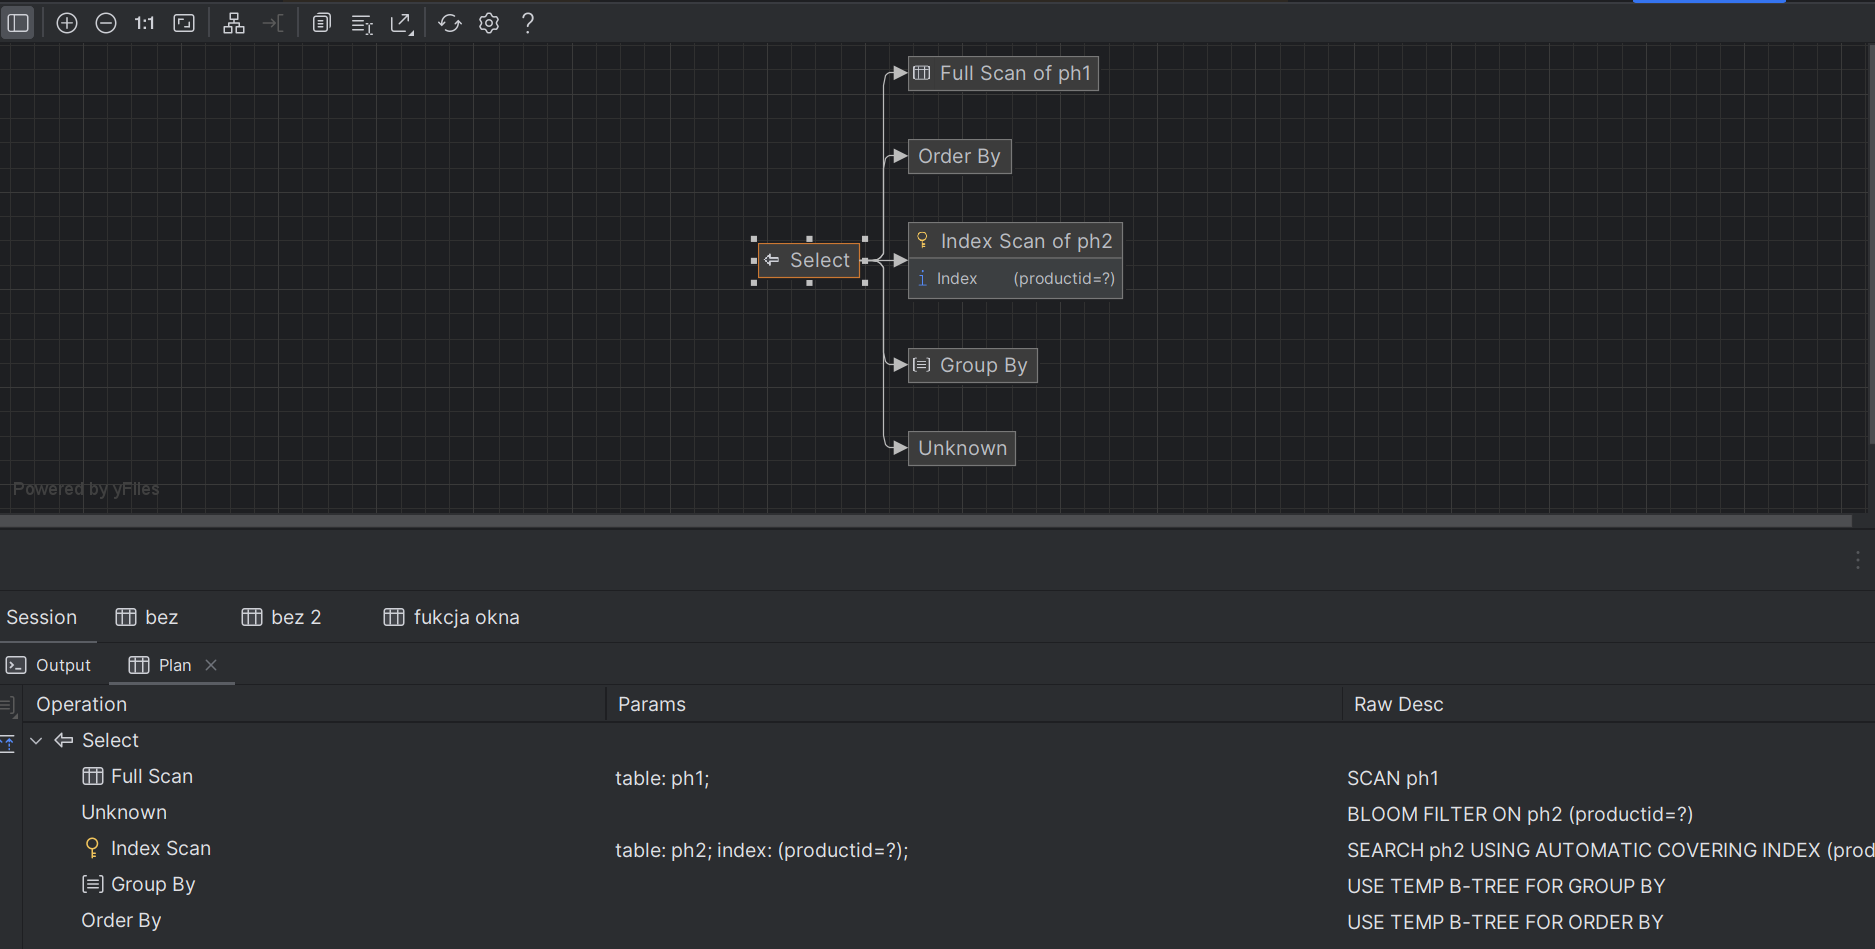 1:1
?
Full Scan of ph1
Order By
Index Scan of ph2
Select
i Index (productid=?)
Group By
Unknown
Powered by yFiles
Session bez bez 2 fukcja okna
Output Plan
Operation Params Raw Desc
Select
Full Scan table: ph1; SCAN ph1
Unknown BLOOM FILTER ON ph2 (productid=?)
Index Scan table: ph2; index: (productid=?); SEARCH ph2 USING AUTOMATIC COVERING INDEX (prod
Group By USE TEMP B-TREE FOR GROUP BY
Order By USE TEMP B-TREE FOR ORDER BY